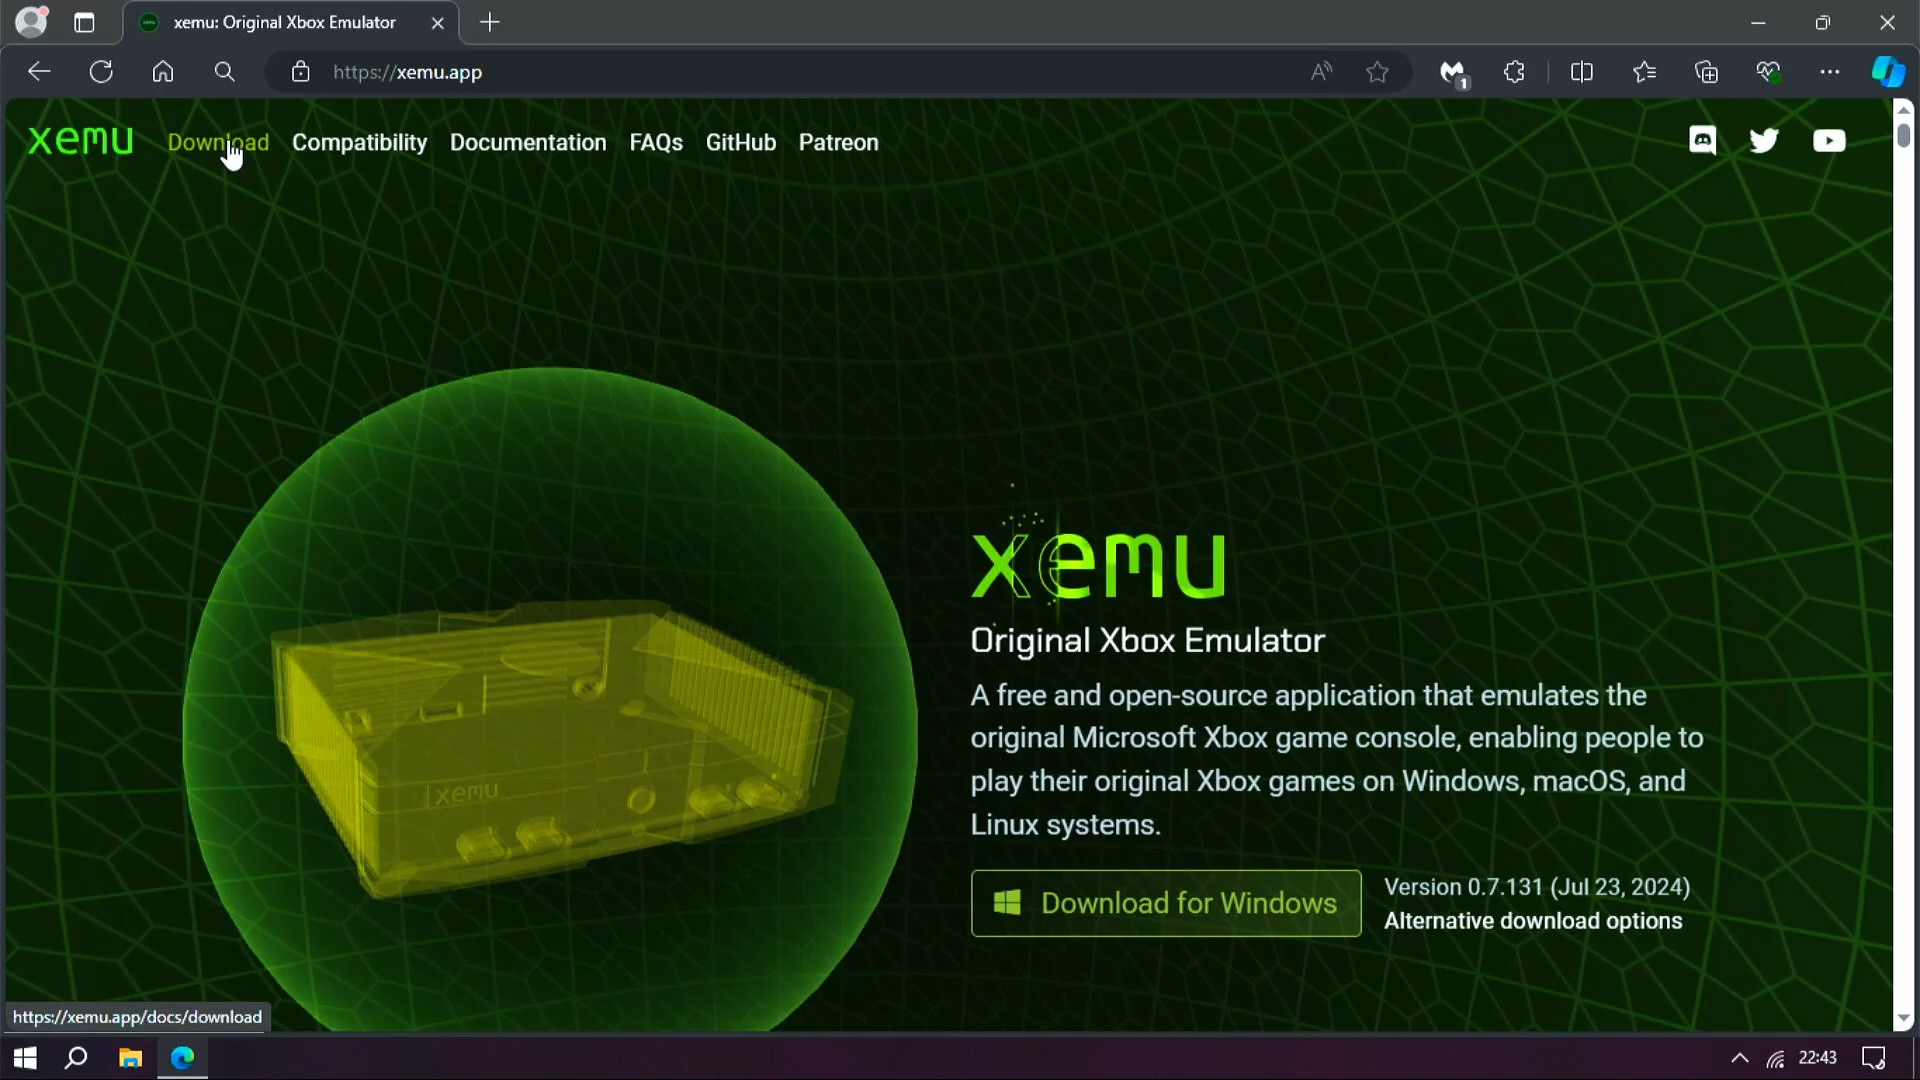 xemu: Original Xbox Emulator
https://xemu.app
1
xemu Download Compatibility Documentation FAQs GitHub Patreon
xemu
Original Xbox Emulator
A free and open-source application that emulates the
original Microsoft Xbox game console, enabling people to
play their original Xbox games on Windows, macOS, and
Linux systems.
xemu
Download for Windows
Version 0.7.131 (Jul 23, 2024)
Alternative download options
https://xemu.app/docs/download
22:43